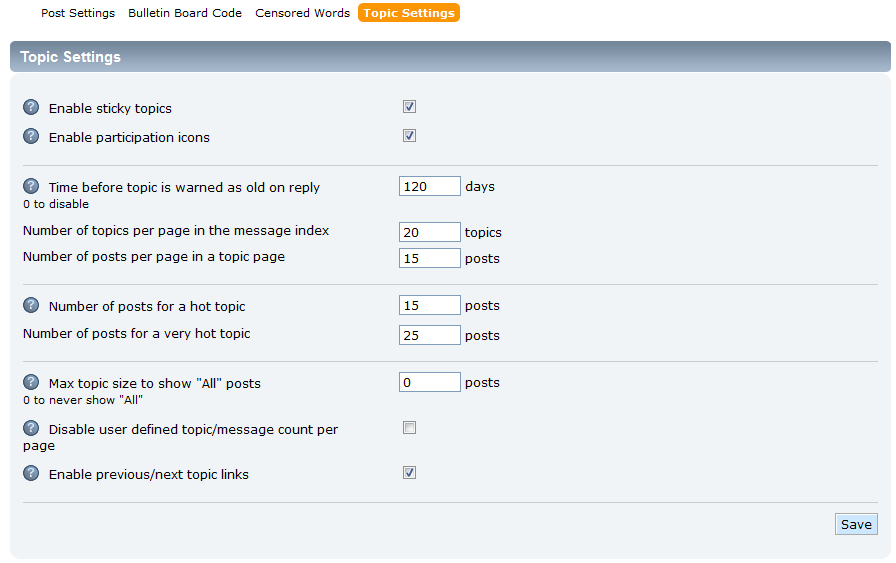 Post Settings Bulletin Board Code Censored Words Topic Settings
Topic Settings
? Enable sticky topics
? Enable participation icons
? Time before topic is warned as old on reply 120 days
0 to disable
Number of topics per page in the message index 20 topics
Number of posts per page in a topic page 15 posts
? Number of posts for a hot topic 15 posts
Number of posts for a very hot topic 25 posts
? Max topic size to show "All" posts 0 posts
0 to never show "All"
? Disable user defined topic/message count per
page
? Enable previous/next topic links
Save